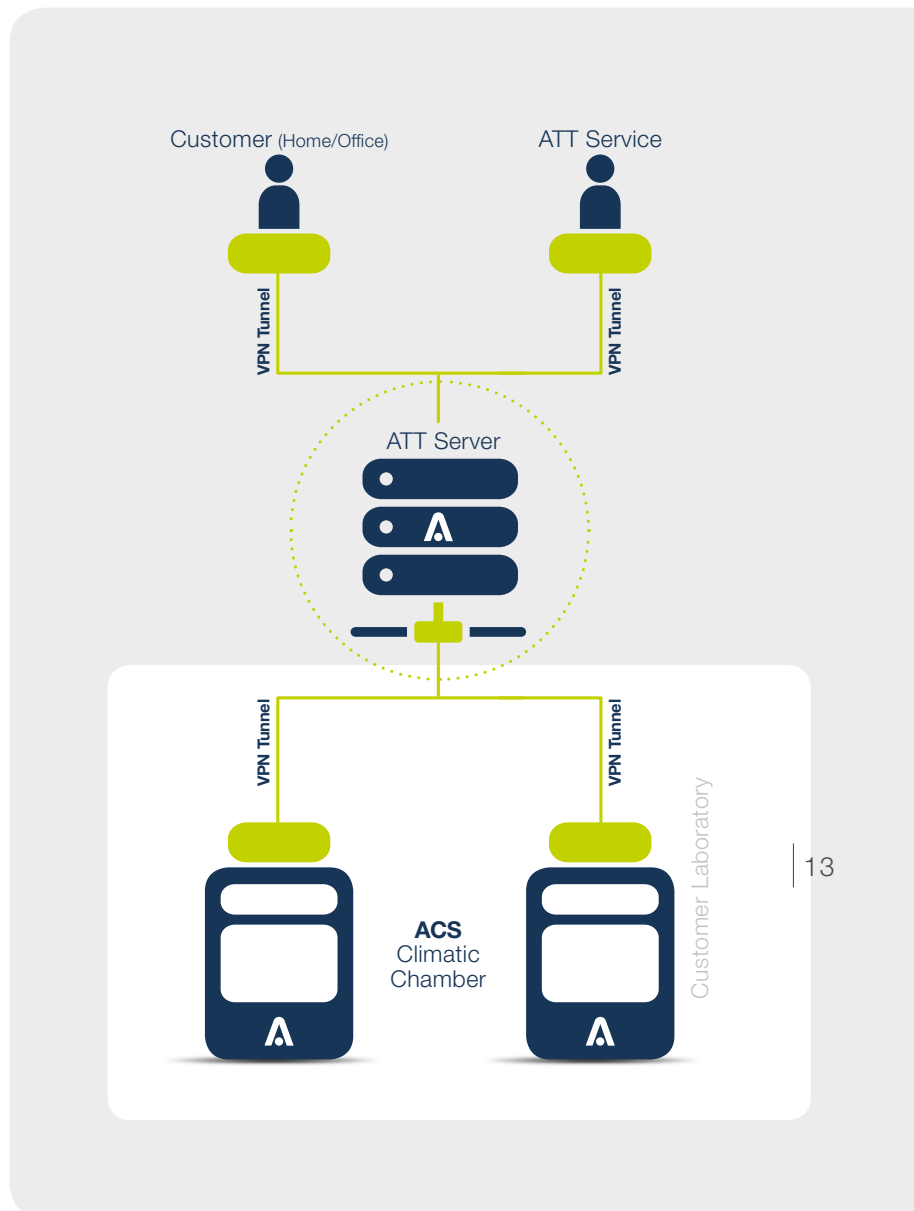 Customer (Home/Office)
ATT Service
VPN Tunnel
VPN Tunnel
ATT Server
VPN Tunnel
VPN Tunnel
Customer Laboratory
13
ACS
Climatic
Chamber